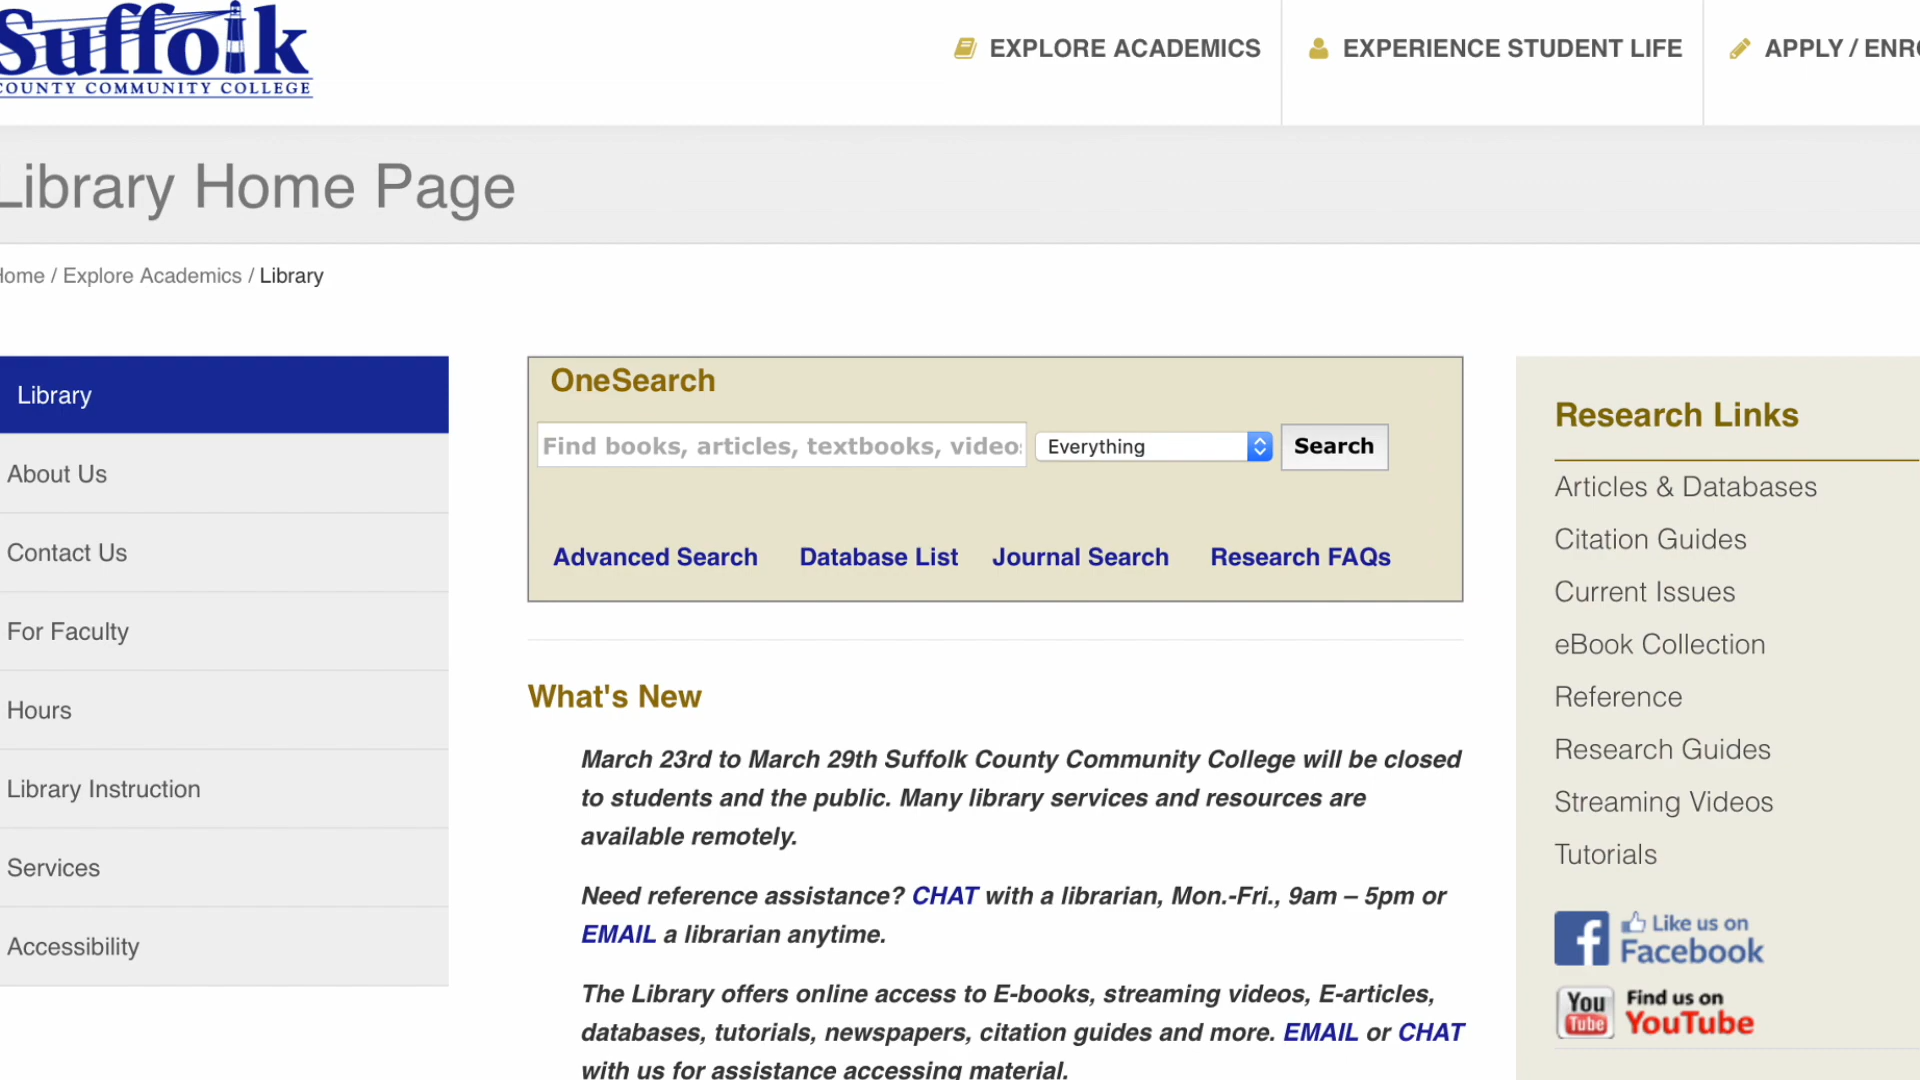 Suffolk
COUNTY COMMUNITY COLLEGE
EXPLORE ACADEMICS
EXPERIENCE STUDENT LIFE
APPLY / ENRO
Library Home Page
Home / Explore Academics / Library
Library
About Us
Contact Us
For Faculty
Hours
Library Instruction
Services
Accessibility
OneSearch
Find books, articles, textbooks, video
Everything
Search
Advanced Search
Database List
Journal Search
Research FAQs
What's New
March 23rd to March 29th Suffolk County Community College will be closed
to students and the public. Many library services and resources are
available remotely.
Need reference assistance? CHAT with a librarian, Mon.-Fri., 9am – 5pm or
EMAIL a librarian anytime.
The Library offers online access to E-books, streaming videos, E-articles,
databases, tutorials, newspapers, citation guides and more. EMAIL or CHAT
with us for assistance accessing material.
Research Links
Articles & Databases
Citation Guides
Current Issues
eBook Collection
Reference
Research Guides
Streaming Videos
Tutorials
Like us on
Facebook
You
Tube
Find us on
YouTube